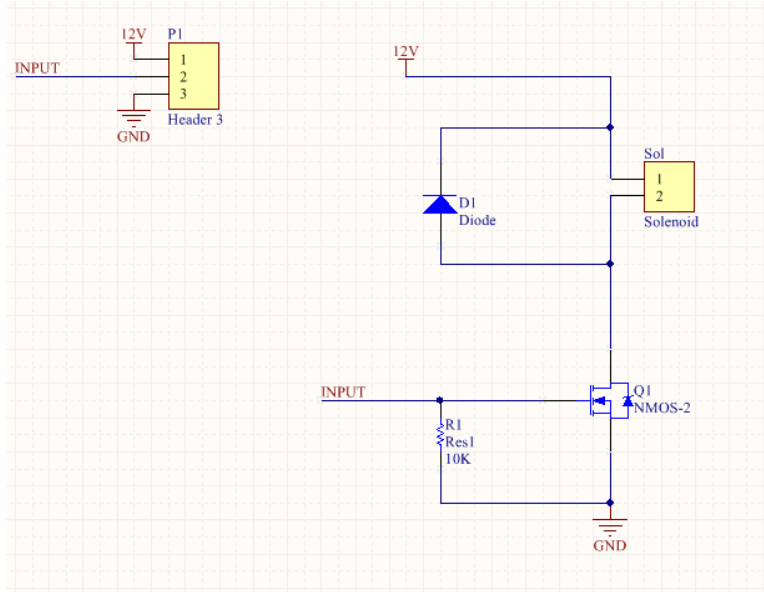 12V
P1
INPUT
1
2
3
GND
Header 3
12V
Sol
1
2
Solenoid
D1
Diode
INPUT
R1
Res1
10K
Q1
NMOS-2
GND